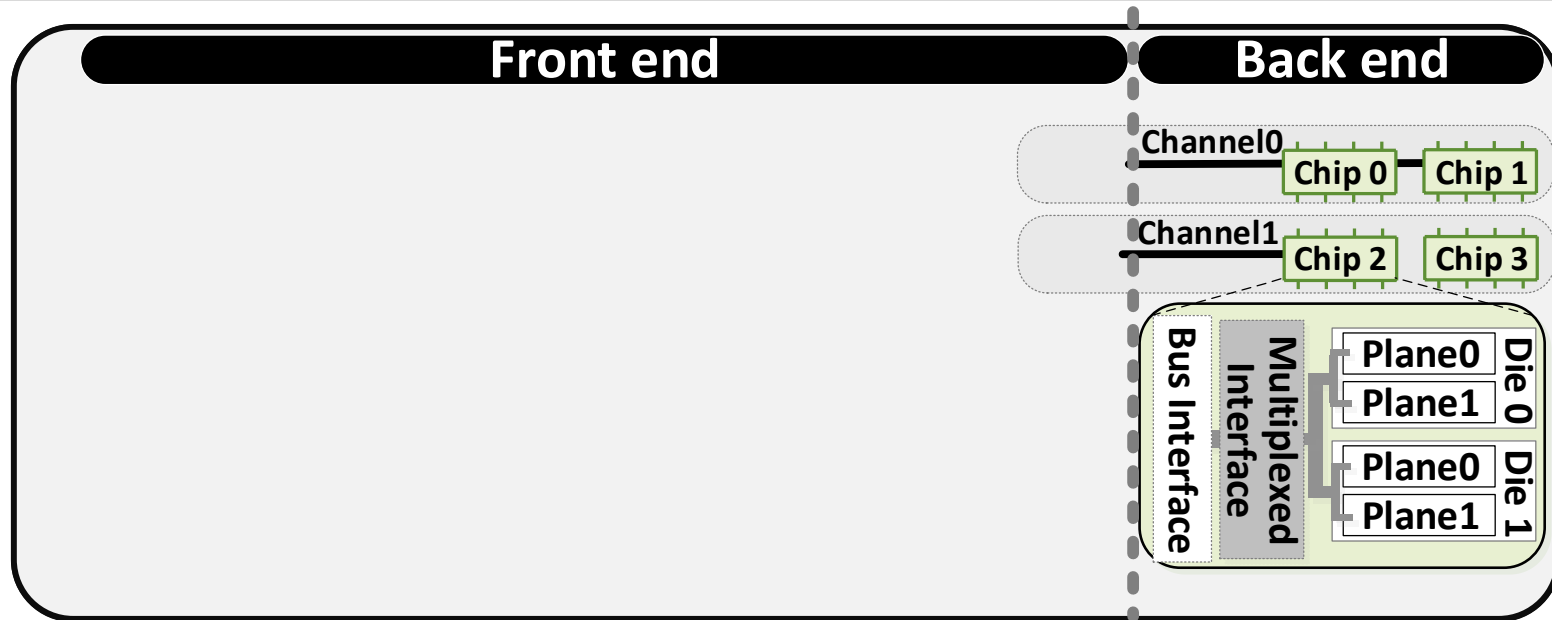 Front end
Back end
Channel0
Chip 0
Chip 1
Channel1
Chip 2
Chip 3
Bus Interface
Multiplexed
Interface
Plane0
Plane1
Die 0
Plane0
Plane1
Die 1